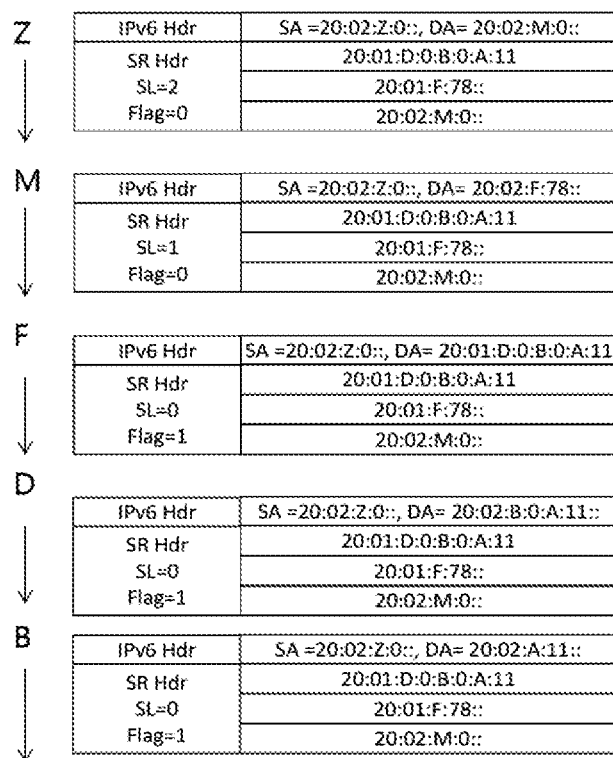 Z
IPv6 Hdr SA =20:02:Z:0::, DA= 20:02:M:0::
SR Hdr 20:01:D:0:B:0:A:11
SL=2 20:01:F:78::
Flag=0 20:02:M:0::
M
IPv6 Hdr SA =20:02:Z:0::, DA= 20:02:F:78::
SR Hdr 20:01:D:0:B:0:A:11
SL=1 20:01:F:78::
Flag=0 20:02:M:0::
F
IPv6 Hdr SA =20:02:Z:0::, DA= 20:01:D:0:B:0:A:11
SR Hdr 20:01:D:0:B:0:A:11
SL=0 20:01:F:78::
Flag=1 20:02:M:0::
D
IPv6 Hdr SA =20:02:Z:0::, DA= 20:02:B:0:A:11::
SR Hdr 20:01:D:0:B:0:A:11
SL=0 20:01:F:78::
Flag=1 20:02:M:0::
B
IPv6 Hdr SA =20:02:Z:0::, DA= 20:02:A:11::
SR Hdr 20:01:D:0:B:0:A:11
SL=0 20:01:F:78::
Flag=1 20:02:M:0::